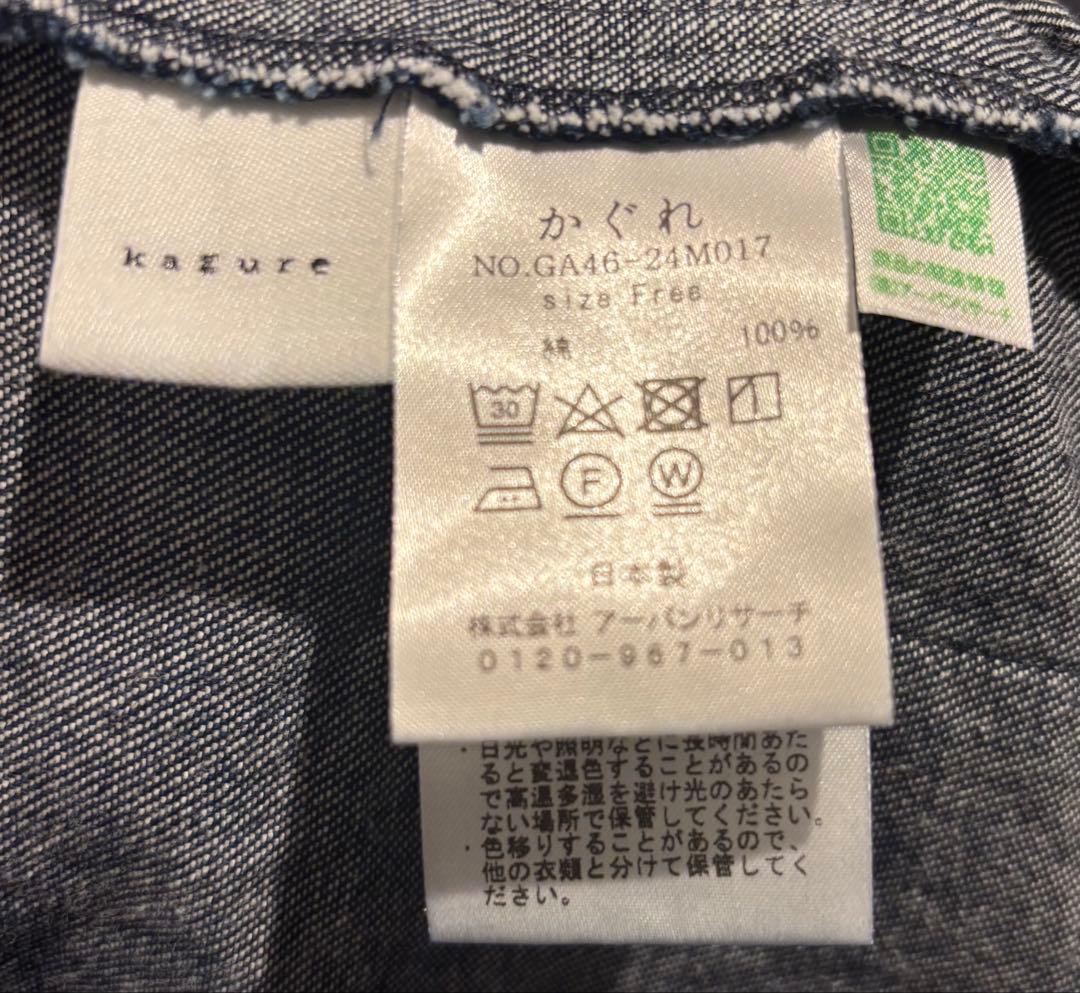 kagure
かぐれ
NO.GA46-24M017
size Free
綿 100%
30
F
W
日本製
株式会社 アーバンリサーチ
0120-967-013
・日光や照明などに長時間あた
ると変退色することがあるの
で高温多湿を避け光のあたら
ない場所で保管してください。
・色移りすることがあるので、
他の衣類と分けて保管してく
ださい。